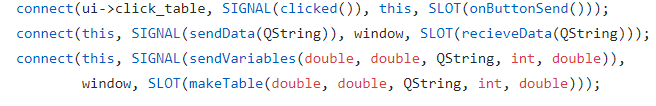 connect(ui->click_table, SIGNAL(clicked()), this, SLOT(onButtonSend()));
connect(this, SIGNAL(sendData(QString)), window, SLOT(recieveData(QString)));
connect(this, SIGNAL(sendVariables(double, double, QString, int, double)),
window, SLOT(makeTable(double, double, QString, int, double)));